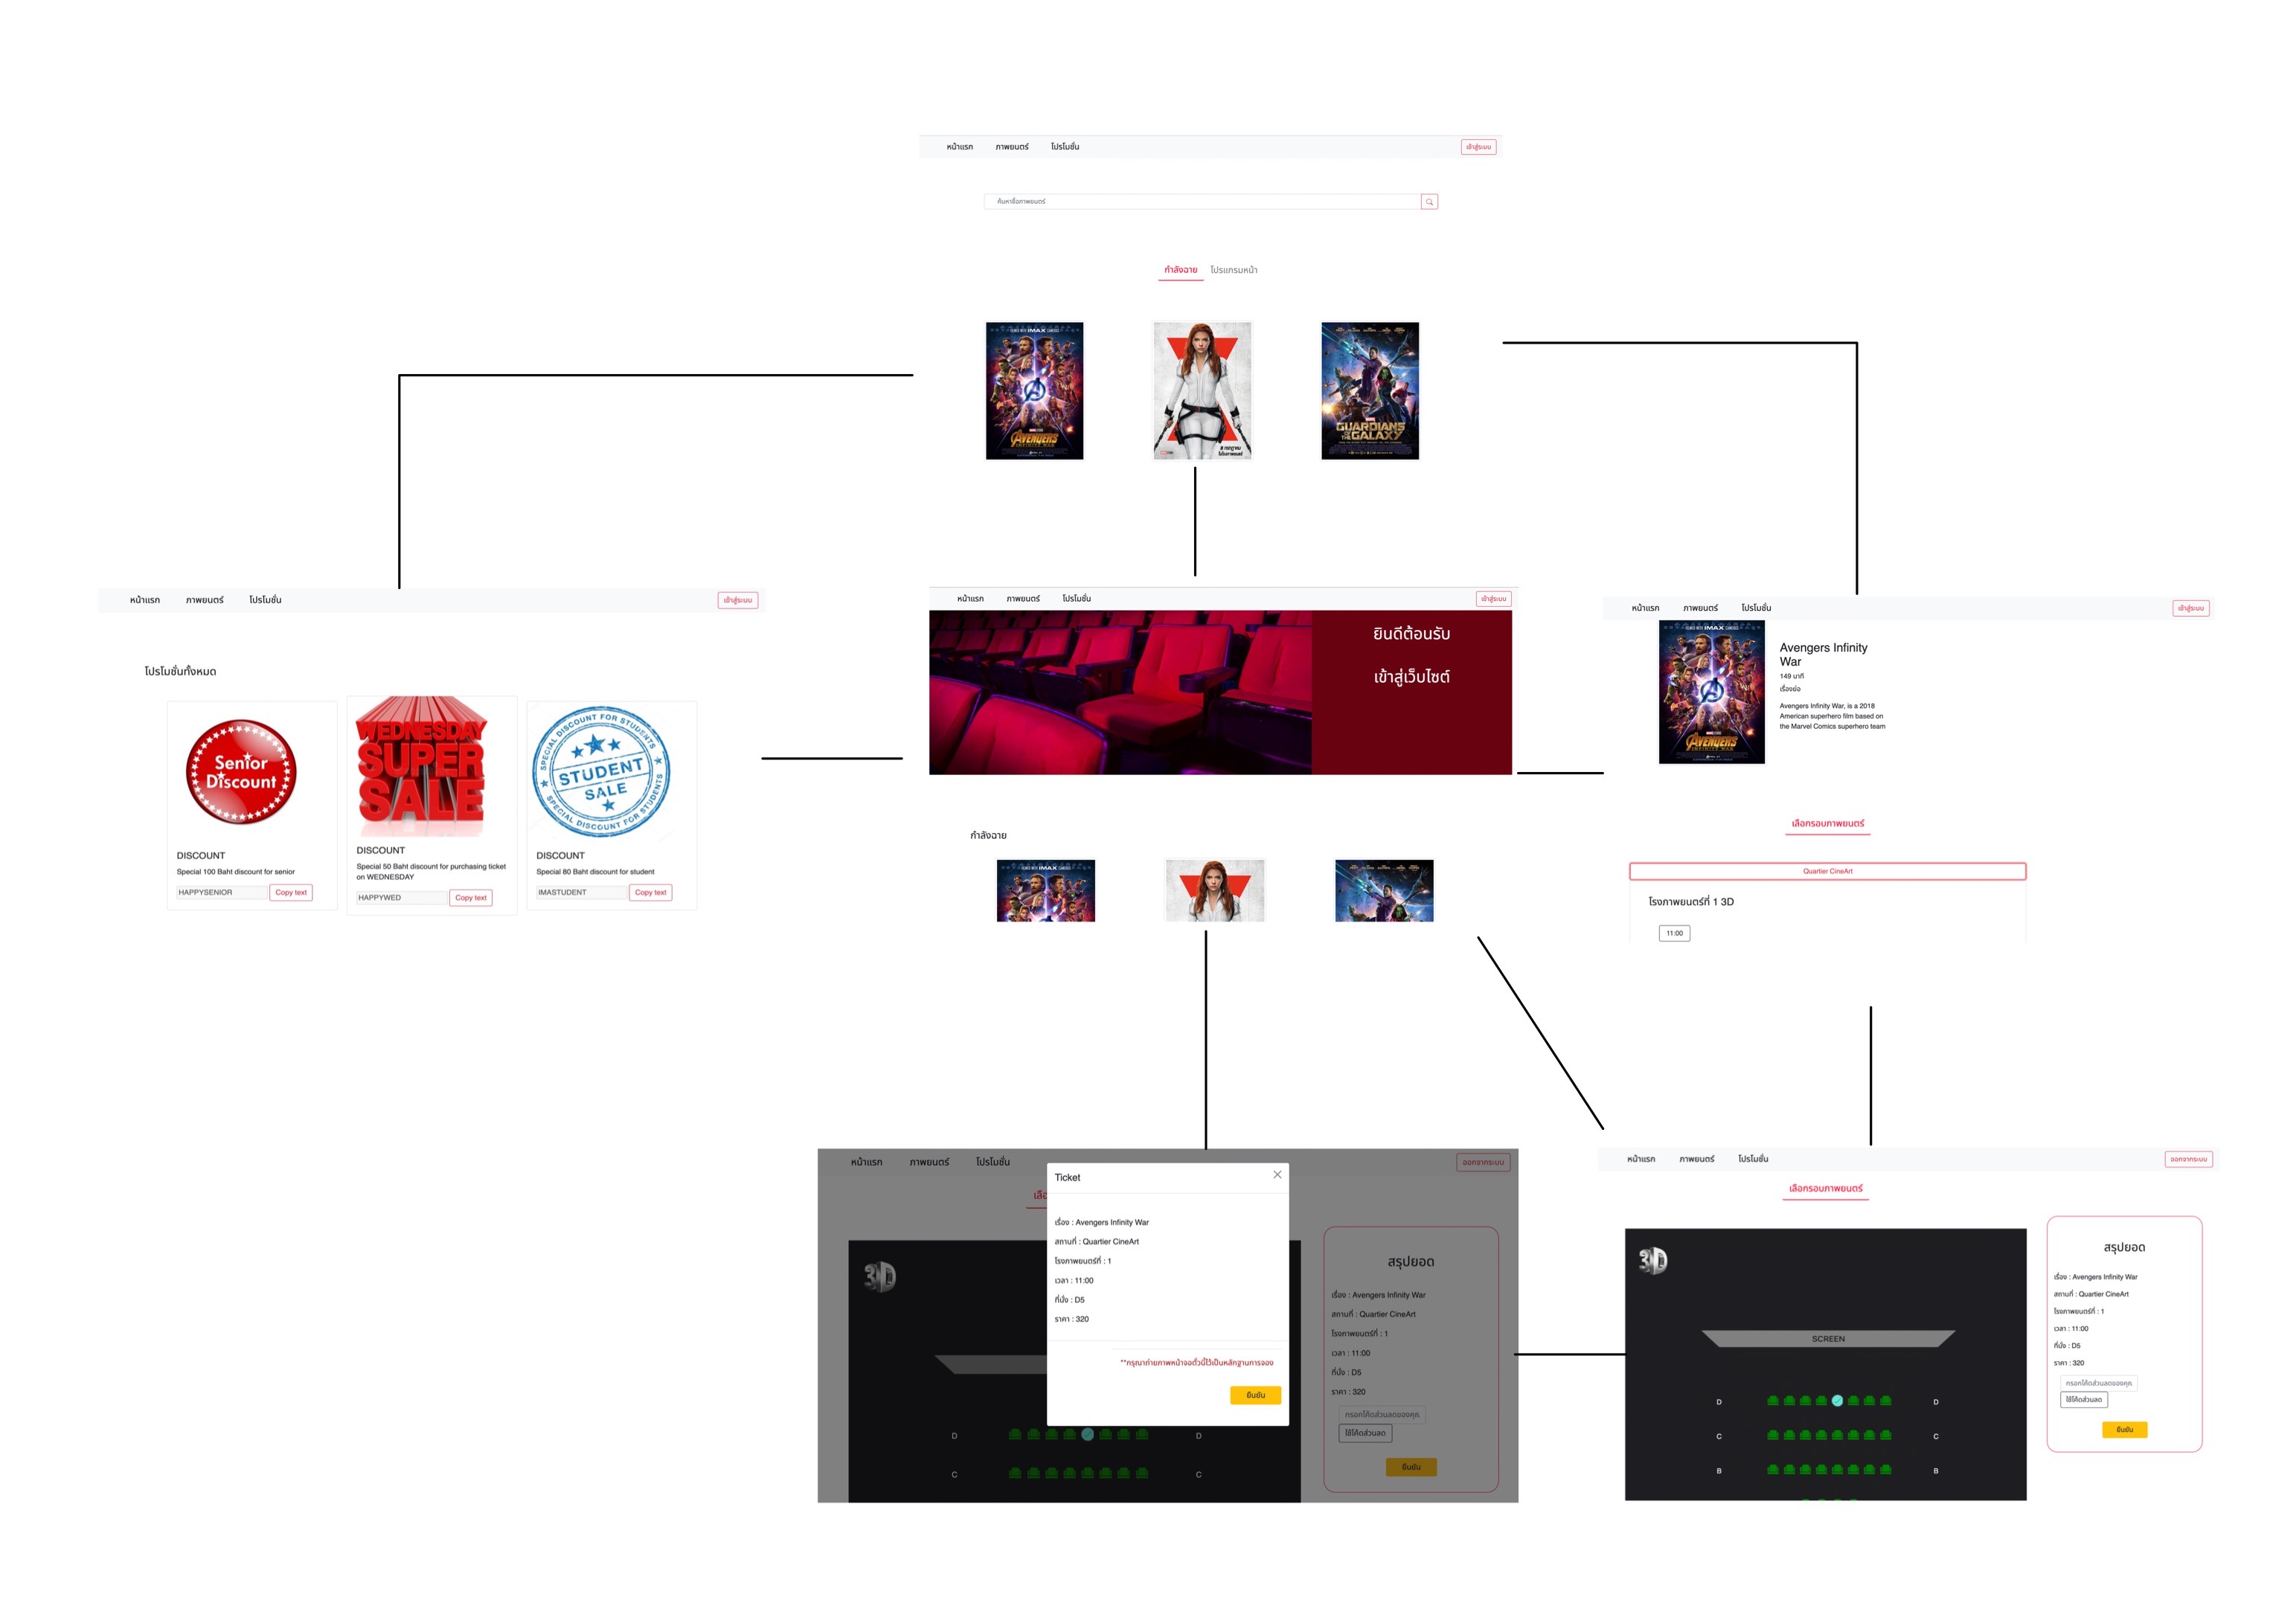 หน้าแรก ภาพยนตร์ โปรโมชั่น เข้าสู่ระบบ
ค้นหาชื่อภาพยนตร์
กำลังฉาย โปรแกรมหน้า
IMAX
AVENGERS
INFINITY WAR
8 กรกฎาคม
ในโรงภาพยนตร์
GUARDIANS
OF THE
GALAXY
หน้าแรก ภาพยนตร์ โปรโมชั่น เข้าสู่ระบบ
โปรโมชั่นทั้งหมด
Senior
Discount
DISCOUNT
Special 100 Baht discount for senior
HAPPYSENIOR Copy text
WEDNESDAY
SUPER
SALE
DISCOUNT
Special 50 Baht discount for purchasing ticket
on WEDNESDAY
HAPPYWED Copy text
SPECIAL DISCOUNT FOR STUDENTS
STUDENT
SALE
SPECIAL DISCOUNT FOR STUDENTS
DISCOUNT
Special 80 Baht discount for student
IMASTUDENT Copy text
หน้าแรก ภาพยนตร์ โปรโมชั่น เข้าสู่ระบบ
ยินดีต้อนรับ
เข้าสู่เว็บไซต์
กำลังฉาย
FILMED WITH IMAX CAMERAS
หน้าแรก ภาพยนตร์ โปรโมชั่น เข้าสู่ระบบ
FILMED WITH IMAX CAMERAS
AVENGERS
INFINITY WAR
Avengers Infinity
War
149 นาที
เรื่องย่อ
Avengers Infinity War, is a 2018
American superhero film based on
the Marvel Comics superhero team
เลือกรอบภาพยนตร์
Quartier CineArt
โรงภาพยนตร์ที่ 1 3D
11:00
หน้าแรก ภาพยนตร์ โปรโมชั่น ออกจากระบบ
เลือ
3D
Ticket
เรื่อง : Avengers Infinity War
สถานที่ : Quartier CineArt
โรงภาพยนตร์ที่ : 1
เวลา : 11:00
ที่นั่ง : D5
ราคา : 320
**กรุณาถ่ายภาพหน้าจอตั๋วนี้ไว้เป็นหลักฐานการจอง
ยืนยัน
D D
C C
สรุปยอด
เรื่อง : Avengers Infinity War
สถานที่ : Quartier CineArt
โรงภาพยนตร์ที่ : 1
เวลา : 11:00
ที่นั่ง : D5
ราคา : 320
กรอกโค้ดส่วนลดของคุณ
ใช้โค้ดส่วนลด
ยืนยัน
หน้าแรก ภาพยนตร์ โปรโมชั่น ออกจากระบบ
เลือกรอบภาพยนตร์
3D
SCREEN
D D
C C
B B
สรุปยอด
เรื่อง : Avengers Infinity War
สถานที่ : Quartier CineArt
โรงภาพยนตร์ที่ : 1
เวลา : 11:00
ที่นั่ง : D5
ราคา : 320
กรอกโค้ดส่วนลดของคุณ
ใช้โค้ดส่วนลด
ยืนยัน